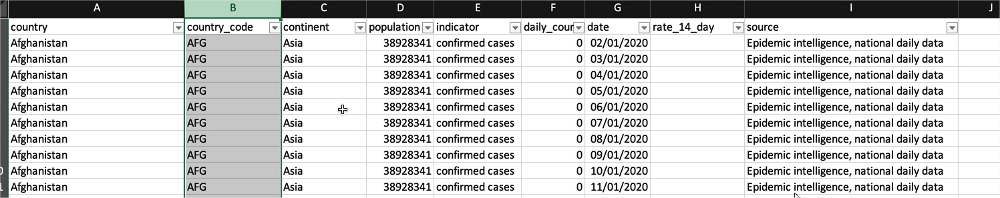 A B C D E F G H I J
country country_code continent population indicator daily_cour date rate_14_day source
Afghanistan AFG Asia 38928341 confirmed cases 0 02/01/2020 Epidemic intelligence, national daily data
Afghanistan AFG Asia 38928341 confirmed cases 0 03/01/2020 Epidemic intelligence, national daily data
Afghanistan AFG Asia 38928341 confirmed cases 0 04/01/2020 Epidemic intelligence, national daily data
Afghanistan AFG Asia 38928341 confirmed cases 0 05/01/2020 Epidemic intelligence, national daily data
Afghanistan AFG Asia 38928341 confirmed cases 0 06/01/2020 Epidemic intelligence, national daily data
Afghanistan AFG Asia 38928341 confirmed cases 0 07/01/2020 Epidemic intelligence, national daily data
Afghanistan AFG Asia 38928341 confirmed cases 0 08/01/2020 Epidemic intelligence, national daily data
Afghanistan AFG Asia 38928341 confirmed cases 0 09/01/2020 Epidemic intelligence, national daily data
0 Afghanistan AFG Asia 38928341 confirmed cases 0 10/01/2020 Epidemic intelligence, national daily data
1 Afghanistan AFG Asia 38928341 confirmed cases 0 11/01/2020 Epidemic intelligence, national daily data